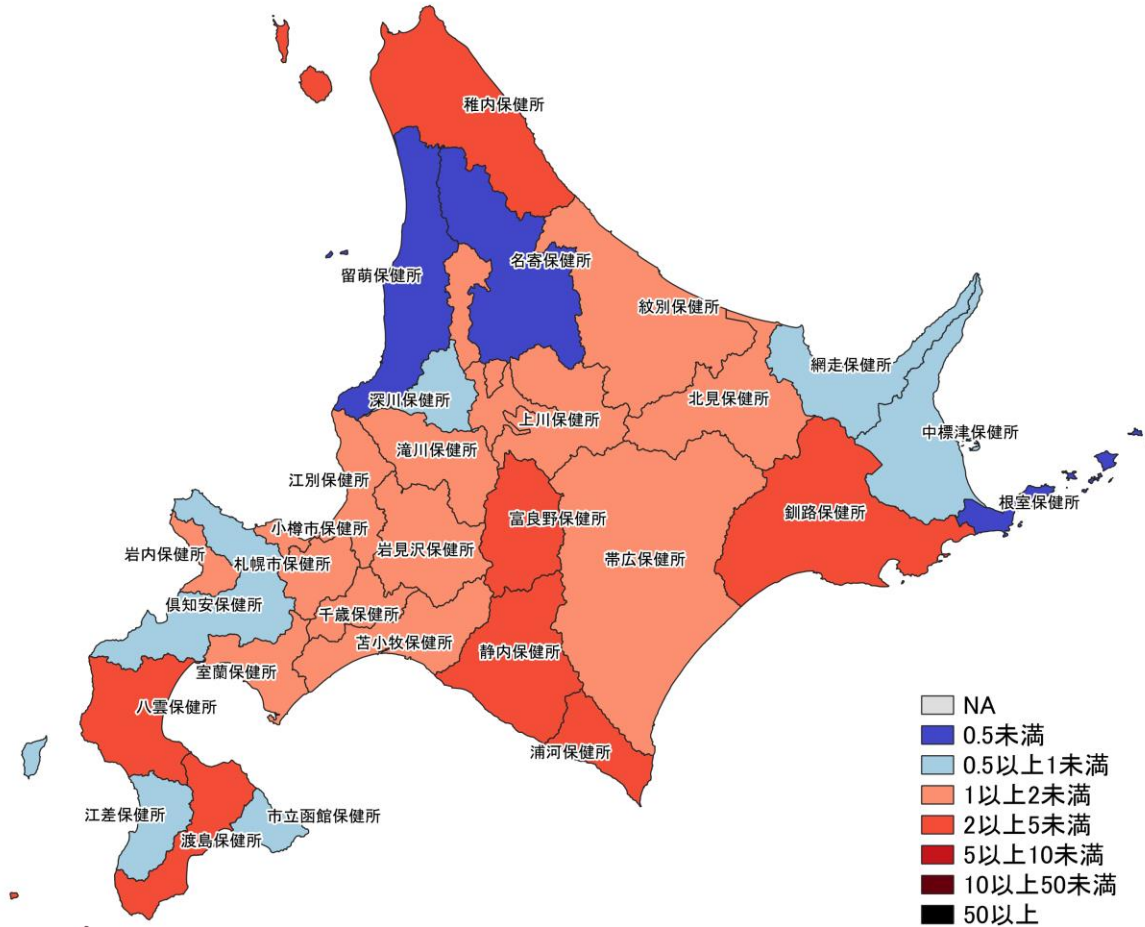 稚内保健所
名寄保健所
留萌保健所
紋別保健所
網走保健所
深川保健所
北見保健所
上川保健所
中標津保健所
滝川保健所
江別保健所
根室保健所
富良野保健所
釧路保健所
小樽市保健所
岩見沢保健所
岩内保健所
札幌市保健所
帯広保健所
倶知安保健所
千歳保健所
苫小牧保健所
静内保健所
室蘭保健所
八雲保健所
浦河保健所
江差保健所
市立函館保健所
渡島保健所
NA
0.5未満
0.5以上1未満
1以上2未満
2以上5未満
5以上10未満
10以上50未満
50以上